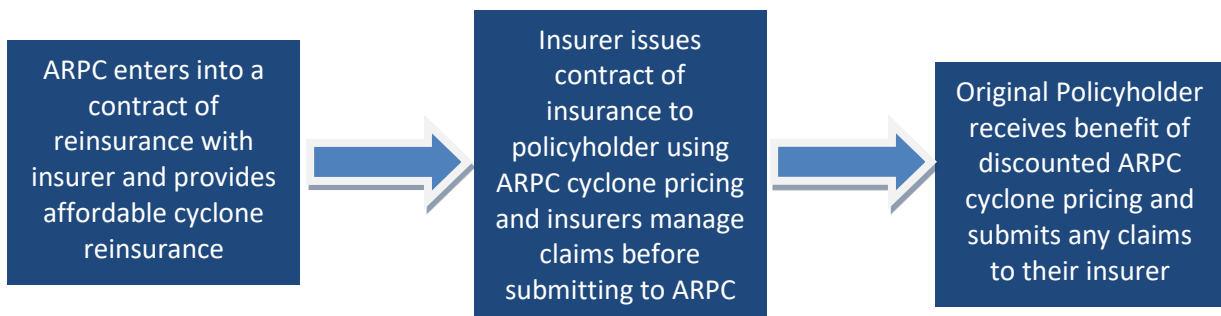 ARPC enters into a
contract of
reinsurance with
insurer and provides
affordable cyclone
reinsurance
Insurer issues
contract of
insurance to
policyholder using
ARPC cyclone pricing
and insurers manage
claims before
submitting to ARPC
Original Policyholder
receives benefit of
discounted ARPC
cyclone pricing and
submits any claims
to their insurer